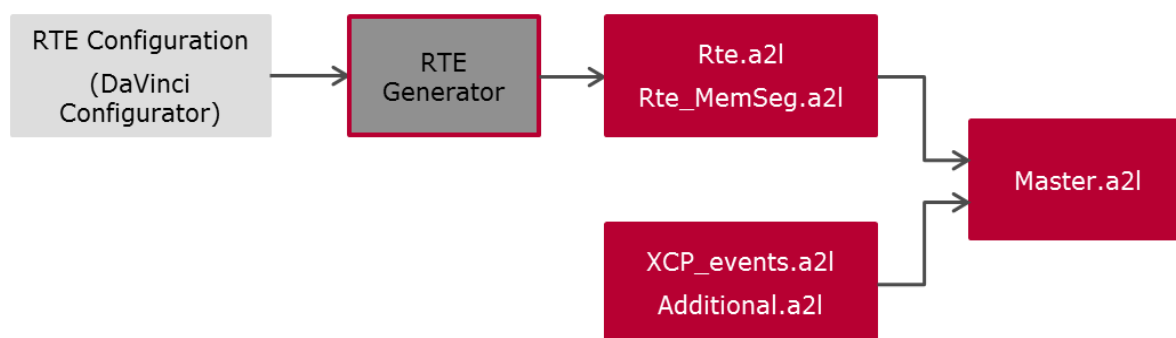 RTE Configuration
(DaVinci
Configurator)
RTE
Generator
Rte.a2l
Rte_MemSeg.a2l
Master.a2l
XCP_events.a2l
Additional.a2l